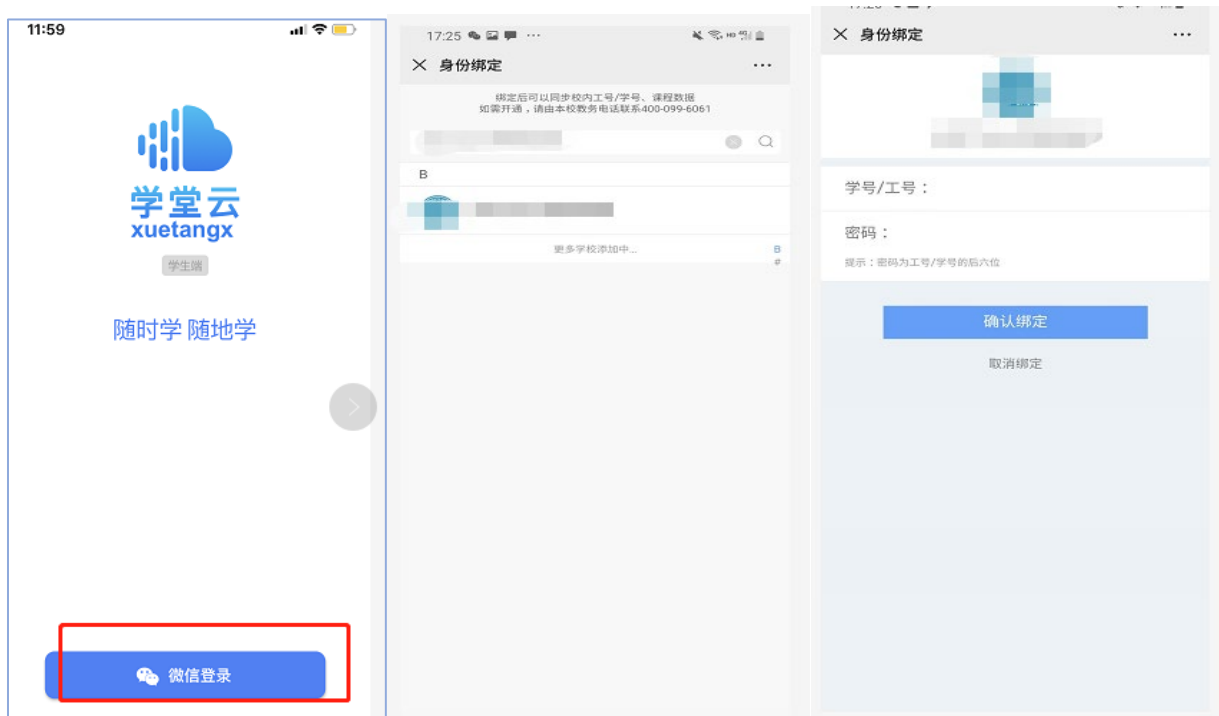 11:59
学堂云
xuetangx
学生端
随时学 随地学
微信登录
17:25
身份绑定
绑定后可以同步校内工号/学号、课程数据
如需开通，请由本校教务电话联系400-099-6061
B
更多学校添加中...
B
#
身份绑定
学号/工号：
密码：
提示：密码为工号/学号的后六位
确认绑定
取消绑定